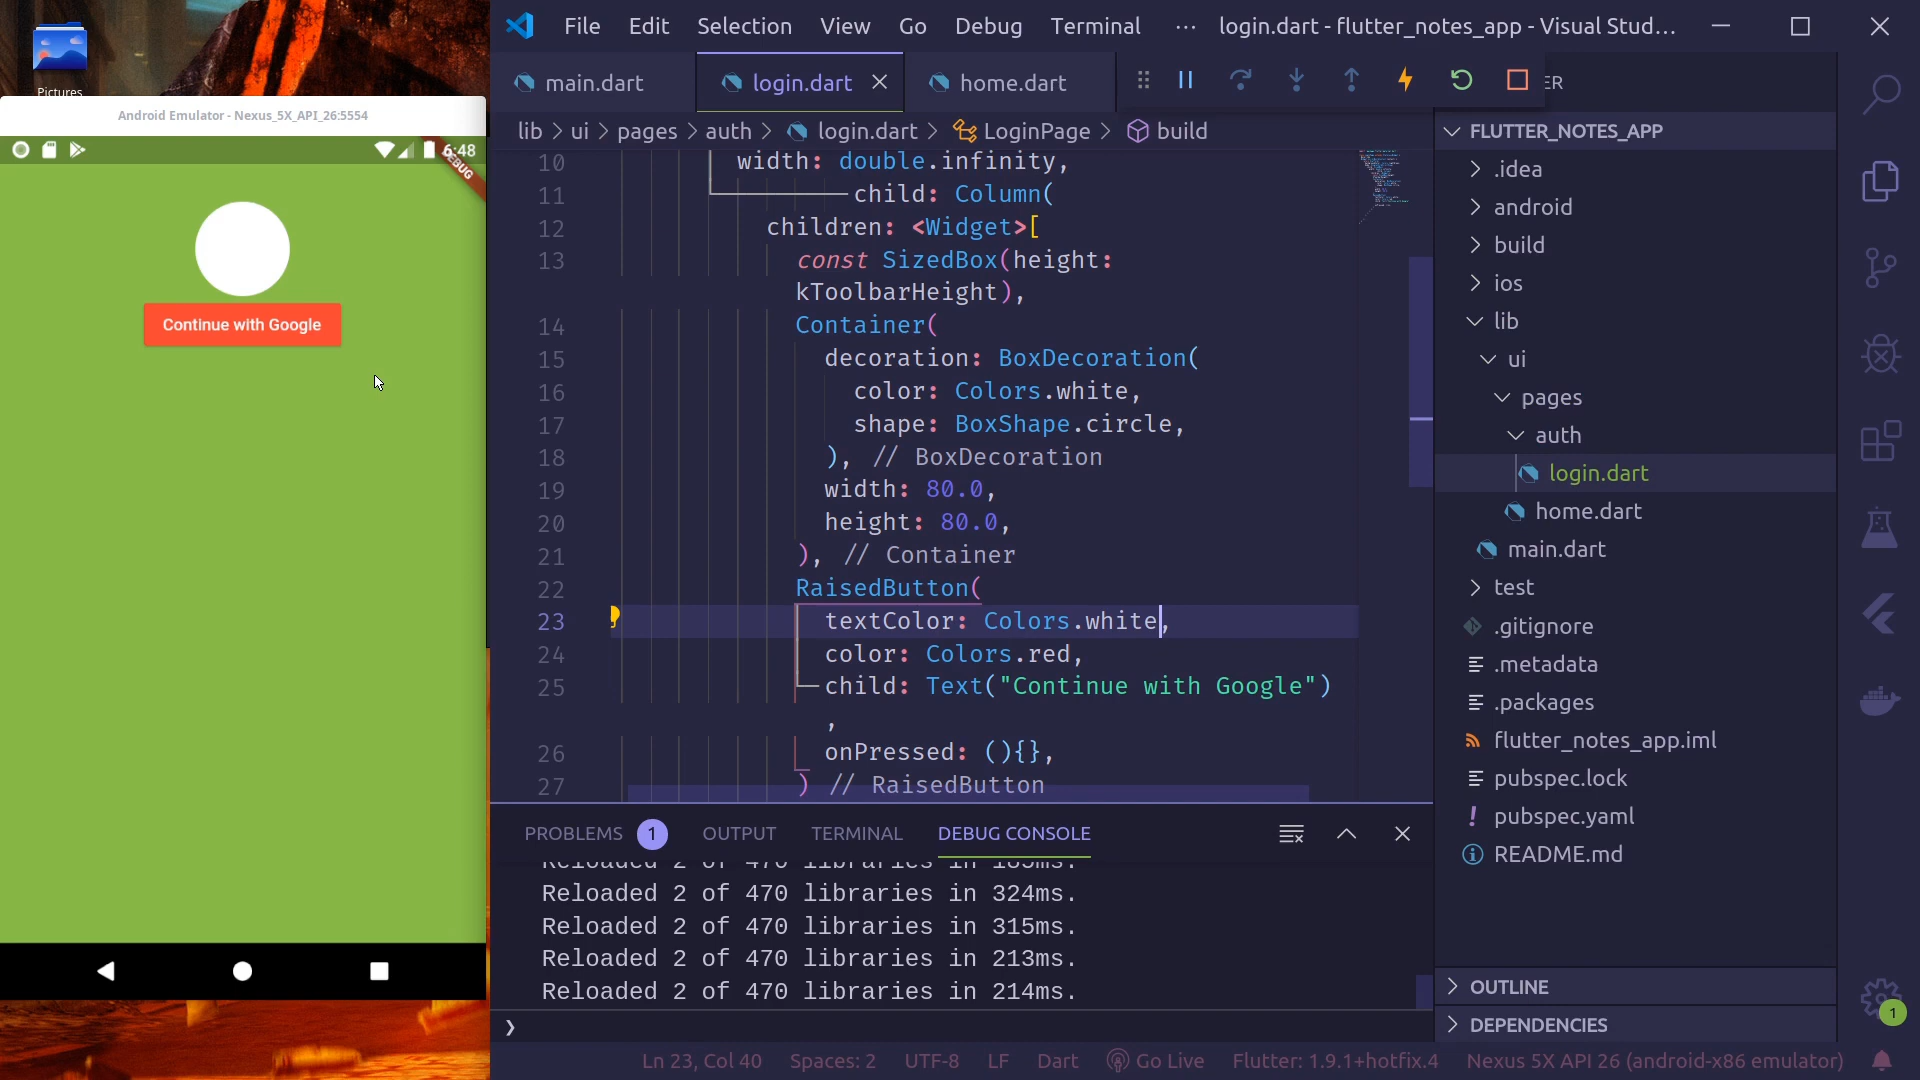 Pictures
Android Emulator - Nexus_5X_API_26:5554
6:48
DEBUG
Continue with Google
File Edit Selection View Go Debug Terminal ··· login.dart - flutter_notes_app - Visual Stud...
main.dart login.dart home.dart
lib > ui > pages > auth > login.dart > LoginPage > build
10 width: double.infinity,
11 child: Column(
12 children: <Widget>[
13 const SizedBox(height:
kToolbarHeight),
14 Container(
15 decoration: BoxDecoration(
16 color: Colors.white,
17 shape: BoxShape.circle,
18 ), // BoxDecoration
19 width: 80.0,
20 height: 80.0,
21 ), // Container
22 RaisedButton(
23 textColor: Colors.white,
24 color: Colors.red,
25 child: Text("Continue with Google")
,
26 onPressed: (){},
27 ) // RaisedButton
PROBLEMS 1 OUTPUT TERMINAL DEBUG CONSOLE
Reloaded 2 of 470 libraries in 183ms.
Reloaded 2 of 470 libraries in 324ms.
Reloaded 2 of 470 libraries in 315ms.
Reloaded 2 of 470 libraries in 213ms.
Reloaded 2 of 470 libraries in 214ms.
ER
FLUTTER_NOTES_APP
.idea
android
build
ios
lib
ui
pages
auth
login.dart
home.dart
main.dart
test
.gitignore
.metadata
.packages
flutter_notes_app.iml
pubspec.lock
pubspec.yaml
README.md
OUTLINE
DEPENDENCIES
1
Ln 23, Col 40 Spaces: 2 UTF-8 LF Dart Go Live Flutter: 1.9.1+hotfix.4 Nexus 5X API 26 (android-x86 emulator)